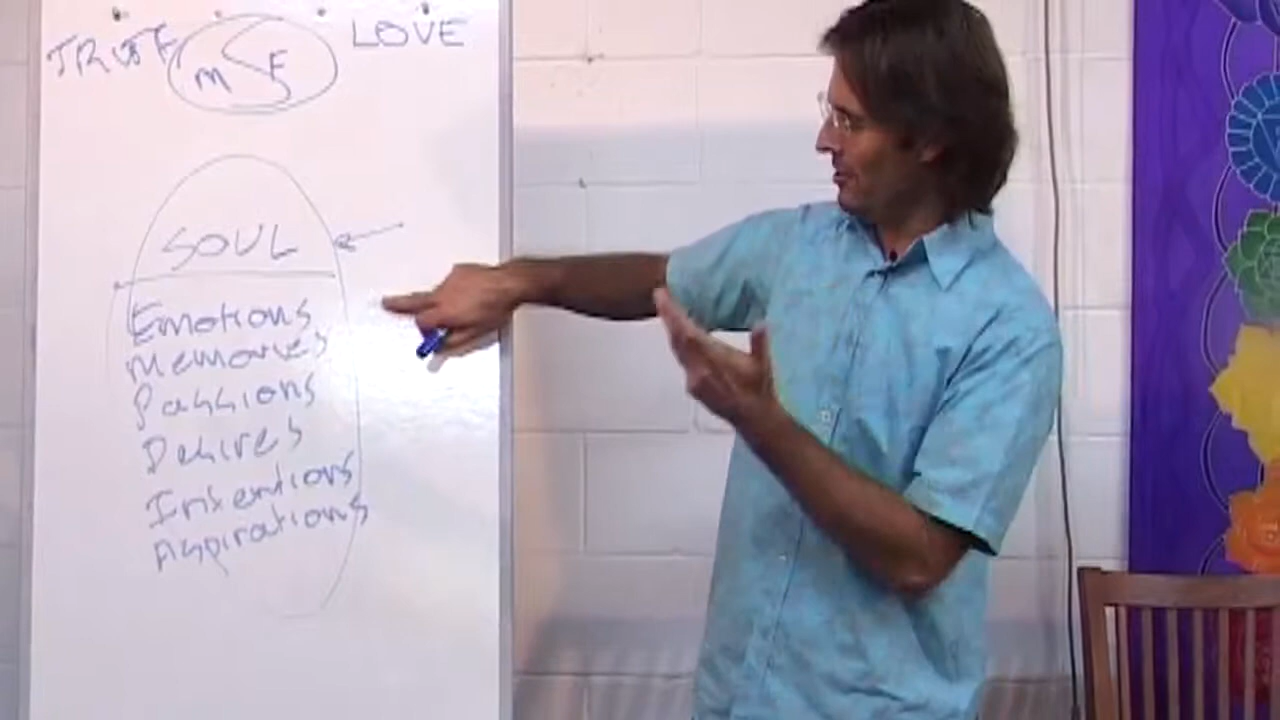 TRUTH M F LOVE
SOUL
Emotions
Memories
Passions
Desires
Intentions
Aspirations